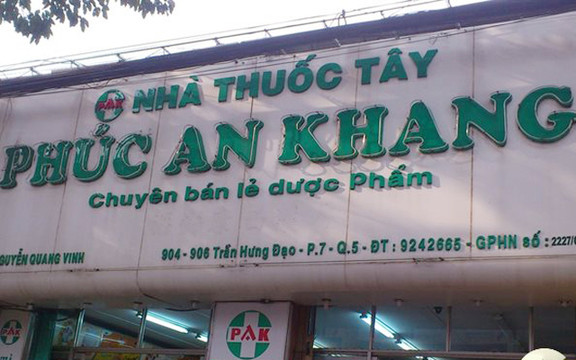 PAK NHÀ THUỐC TÂY
PHÚC AN KHANG
Chuyên bán lẻ dược Phẩm
904 - 906 Trần Hưng Đạo - P.7 - Q.5 - ĐT : 9242665 - GPHN số :
QUANG VINH
PAK
PAK